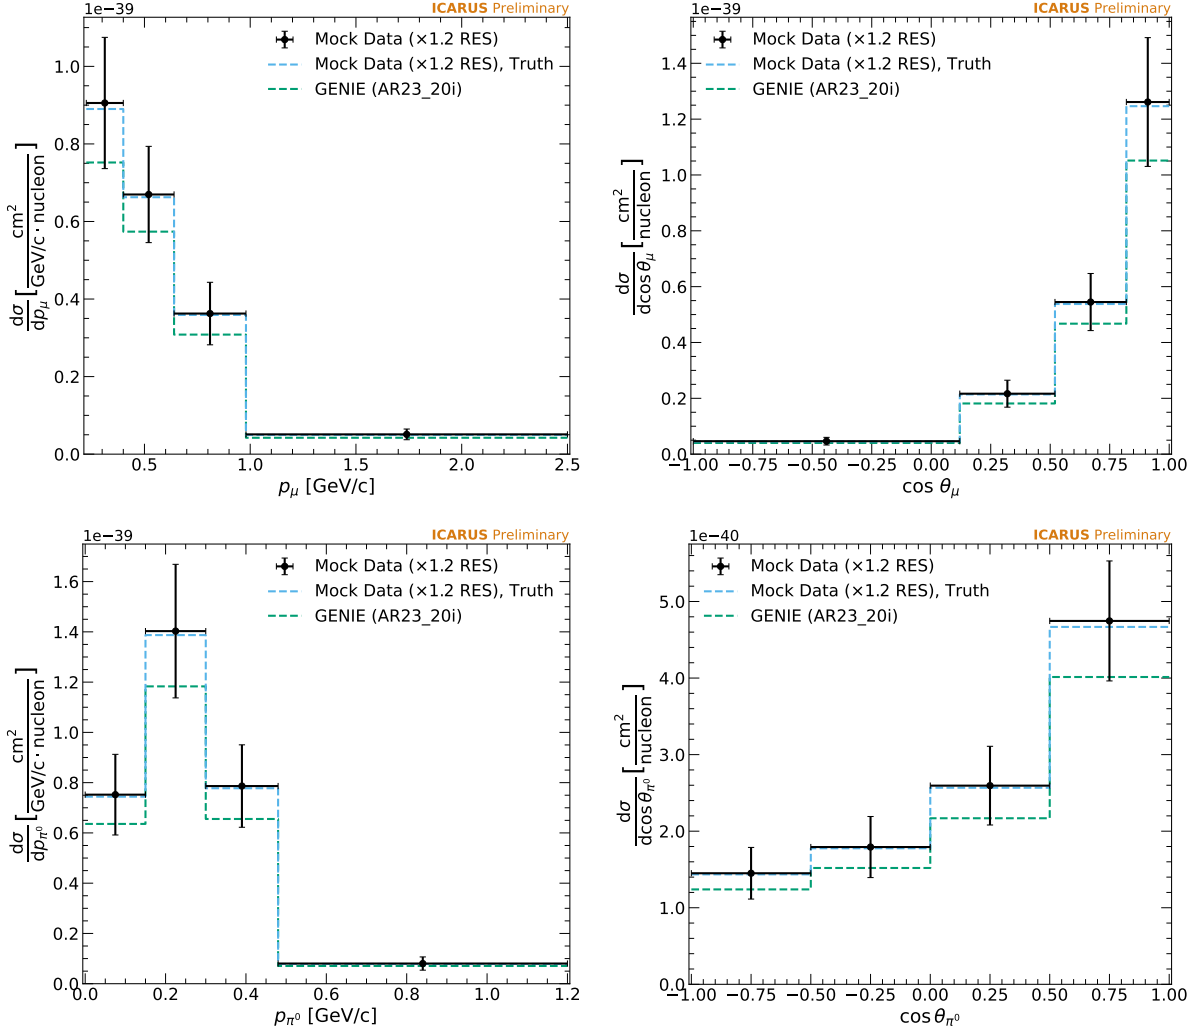 1e−39
ICARUS Preliminary
Mock Data (×1.2 RES)
Mock Data (×1.2 RES), Truth
GENIE (AR23_20i)
dσ/dpμ [cm²/GeV/c · nucleon]
1.0
0.8
0.6
0.4
0.2
0.0
0.5 1.0 1.5 2.0 2.5
pμ [GeV/c]
1e−39
ICARUS Preliminary
Mock Data (×1.2 RES)
Mock Data (×1.2 RES), Truth
GENIE (AR23_20i)
dσ/dcos θμ [cm²/nucleon]
1.4
1.2
1.0
0.8
0.6
0.4
0.2
0.0
−1.00 −0.75 −0.50 −0.25 0.00 0.25 0.50 0.75 1.00
cos θμ
1e−39
ICARUS Preliminary
Mock Data (×1.2 RES)
Mock Data (×1.2 RES), Truth
GENIE (AR23_20i)
dσ/dpπ⁰ [cm²/GeV/c · nucleon]
1.6
1.4
1.2
1.0
0.8
0.6
0.4
0.2
0.0
0.0 0.2 0.4 0.6 0.8 1.0 1.2
pπ⁰ [GeV/c]
1e−40
ICARUS Preliminary
Mock Data (×1.2 RES)
Mock Data (×1.2 RES), Truth
GENIE (AR23_20i)
dσ/dcos θπ⁰ [cm²/nucleon]
5.0
4.0
3.0
2.0
1.0
0.0
−1.00 −0.75 −0.50 −0.25 0.00 0.25 0.50 0.75 1.00
cos θπ⁰